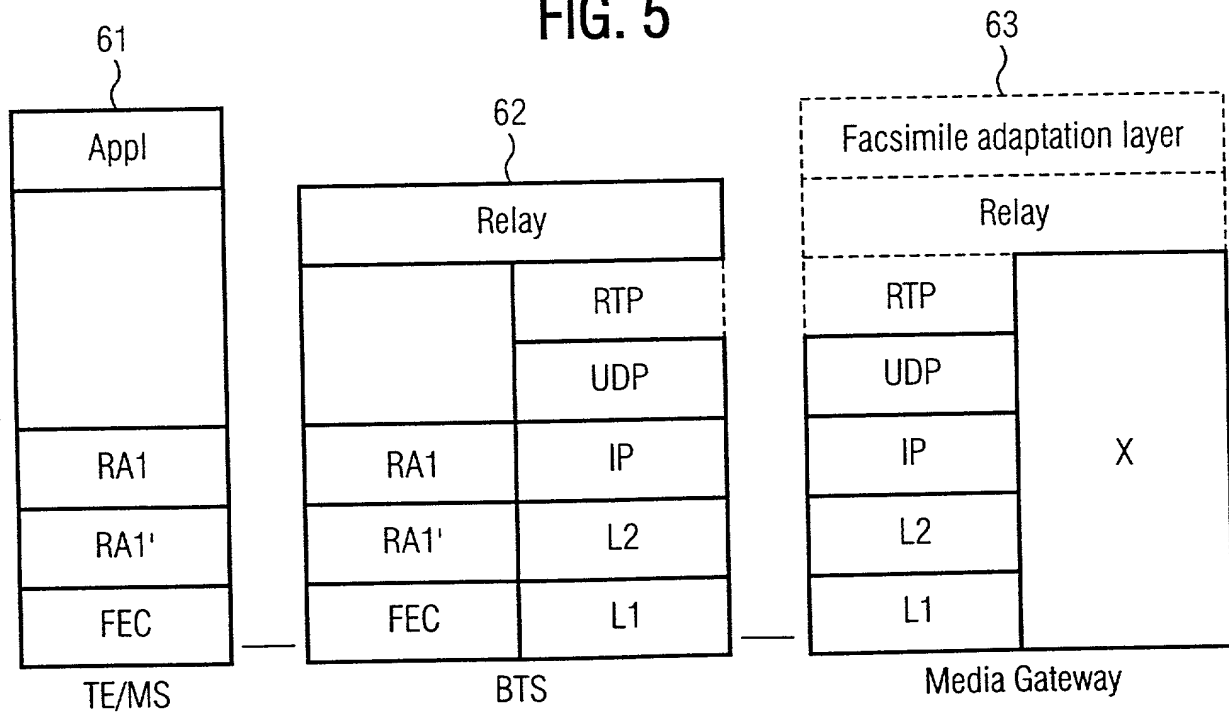 FIG. 5
61
Appl
RA1
RA1'
FEC
TE/MS
62
Relay
RTP
UDP
RA1
IP
RA1'
L2
FEC
L1
BTS
63
Facsimile adaptation layer
Relay
RTP
UDP
IP
L2
L1
X
Media Gateway